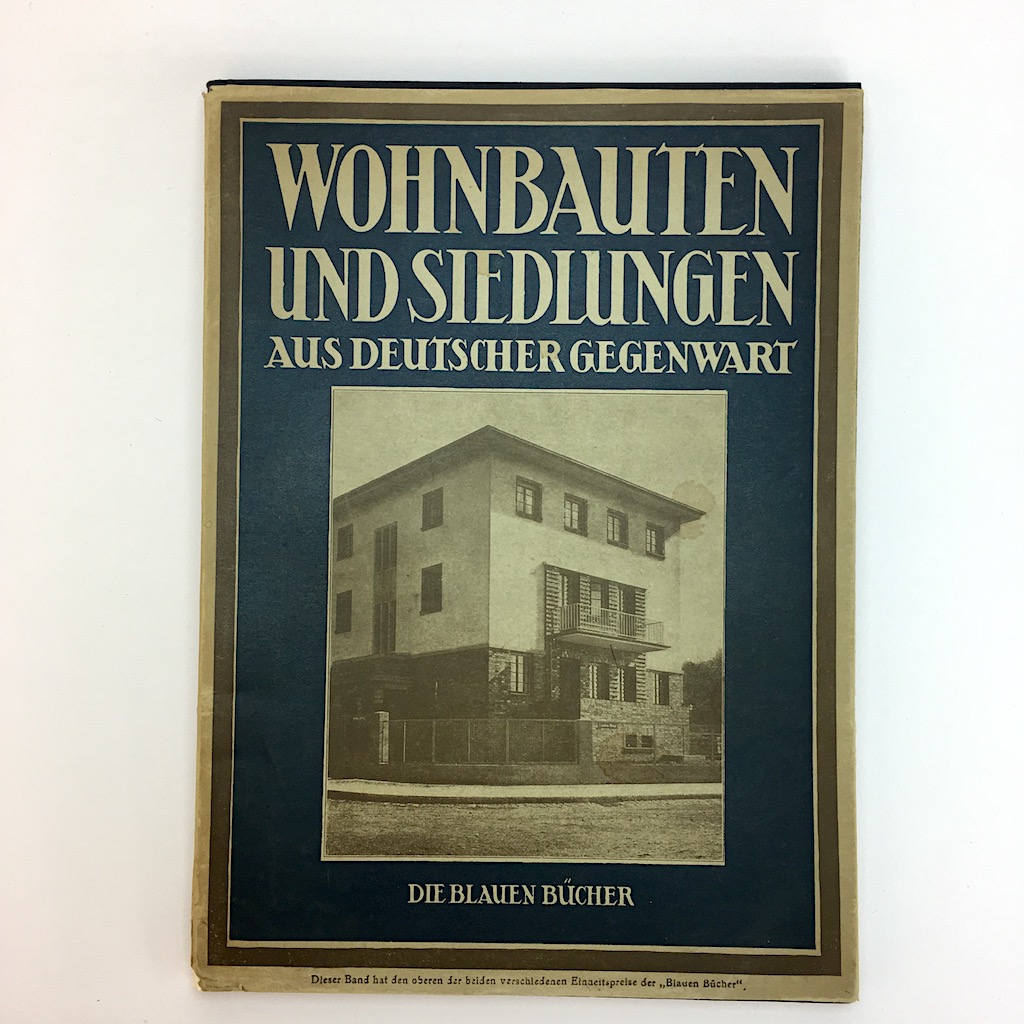 WOHNBAUTEN
UND SIEDLUNGEN
AUS DEUTSCHER GEGENWART
DIE BLAUEN BÜCHER
Dieser Band hat den oberen der beiden verschiedenen Einheitspreise der „Blauen Bücher“.